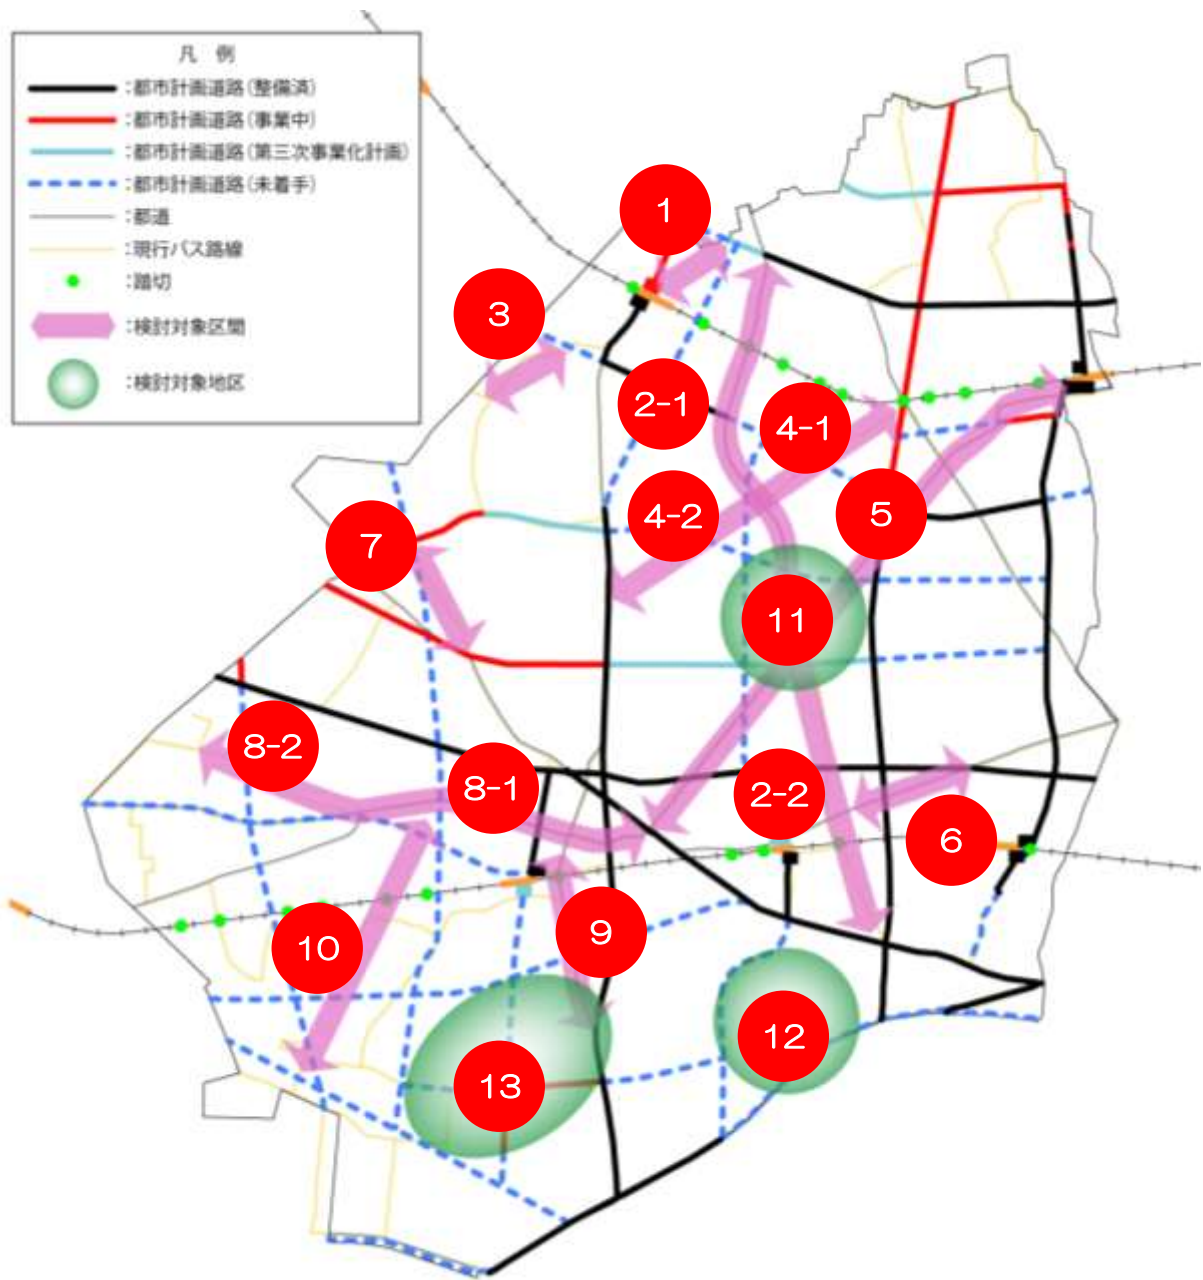 凡 例
:都市計画道路(整備済)
:都市計画道路(事業中)
:都市計画道路(第三次事業化計画)
:都市計画道路(未着手)
:都道
:現行バス路線
:踏切
:検討対象区間
:検討対象地区
1
3
2-1
4-1
4-2
5
7
11
8-2
8-1
2-2
6
9
10
12
13